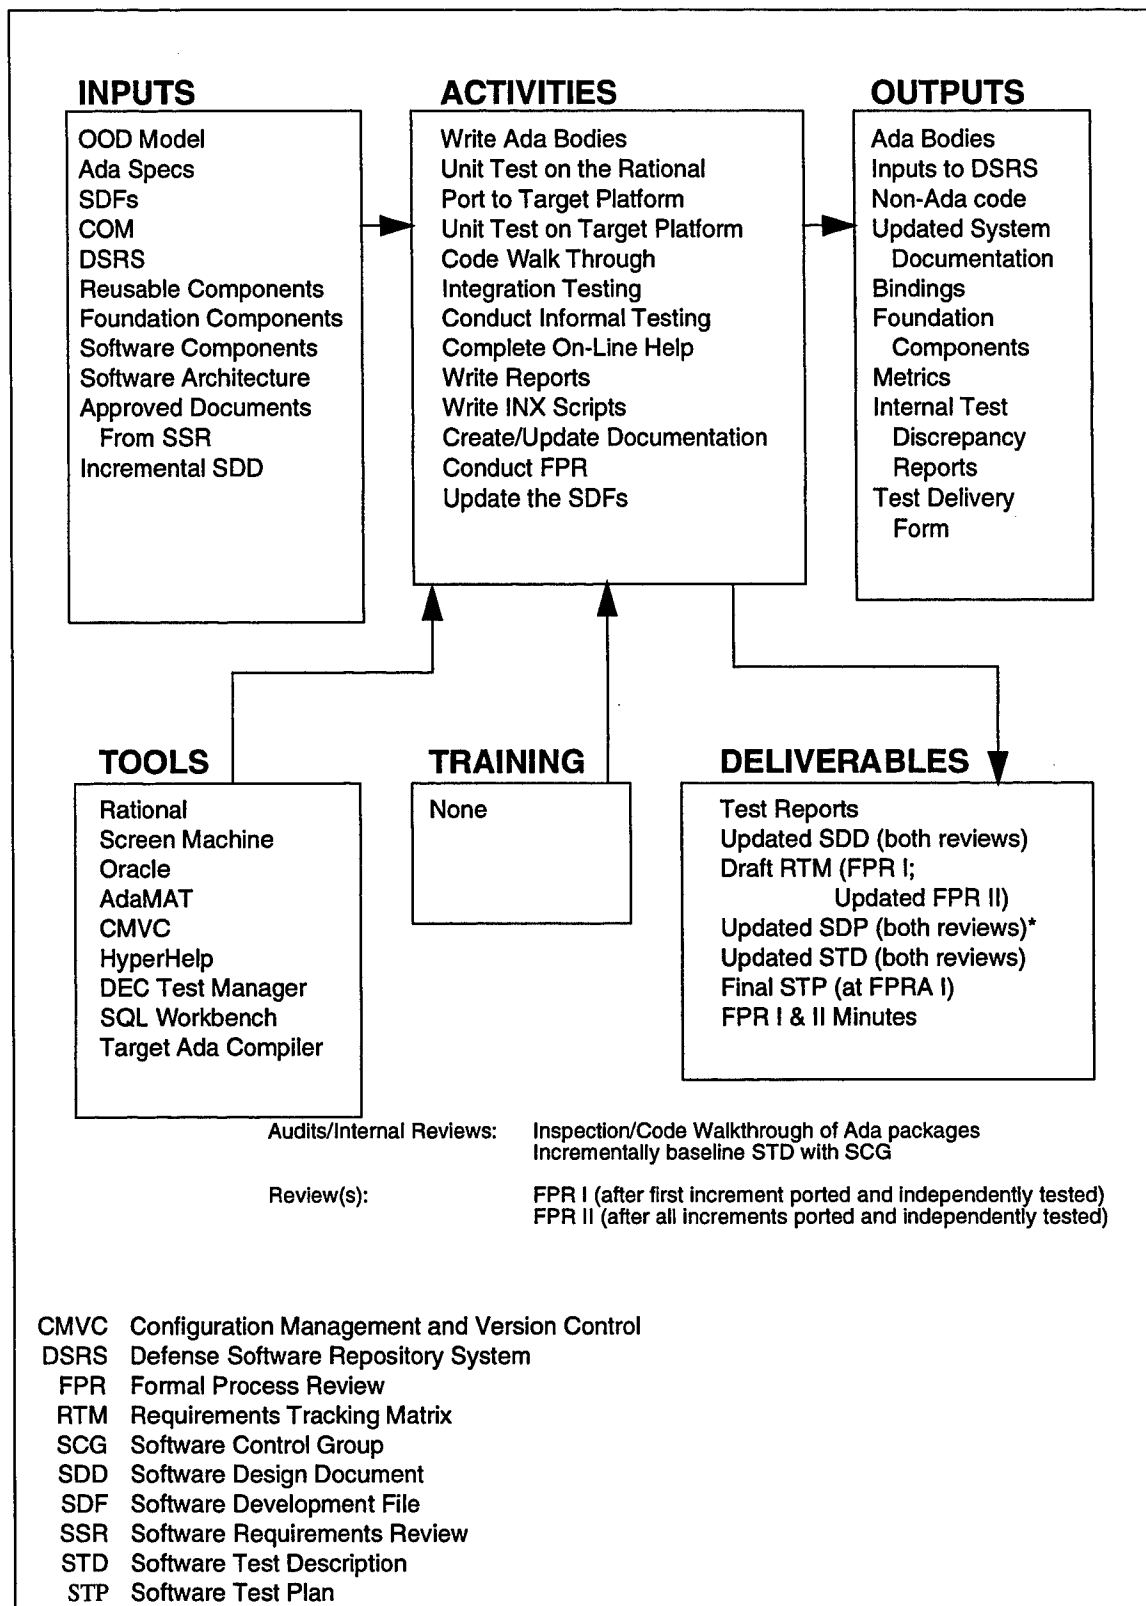 INPUTS
OOD Model
Ada Specs
SDFs
COM
DSRS
Reusable Components
Foundation Components
Software Components
Software Architecture
Approved Documents
From SSR
Incremental SDD
ACTIVITIES
Write Ada Bodies
Unit Test on the Rational
Port to Target Platform
Unit Test on Target Platform
Code Walk Through
Integration Testing
Conduct Informal Testing
Complete On-Line Help
Write Reports
Write INX Scripts
Create/Update Documentation
Conduct FPR
Update the SDFs
OUTPUTS
Ada Bodies
Inputs to DSRS
Non-Ada code
Updated System
Documentation
Bindings
Foundation
Components
Metrics
Internal Test
Discrepancy
Reports
Test Delivery
Form
TOOLS
Rational
Screen Machine
Oracle
AdaMAT
CMVC
HyperHelp
DEC Test Manager
SQL Workbench
Target Ada Compiler
TRAINING
None
DELIVERABLES
Test Reports
Updated SDD (both reviews)
Draft RTM (FPR I;
Updated FPR II)
Updated SDP (both reviews)*
Updated STD (both reviews)
Final STP (at FPRA I)
FPR I & II Minutes
Audits/Internal Reviews: Inspection/Code Walkthrough of Ada packages
Incrementally baseline STD with SCG
Review(s): FPR I (after first increment ported and independently tested)
FPR II (after all increments ported and independently tested)
CMVC Configuration Management and Version Control
DSRS Defense Software Repository System
FPR Formal Process Review
RTM Requirements Tracking Matrix
SCG Software Control Group
SDD Software Design Document
SDF Software Development File
SSR Software Requirements Review
STD Software Test Description
STP Software Test Plan